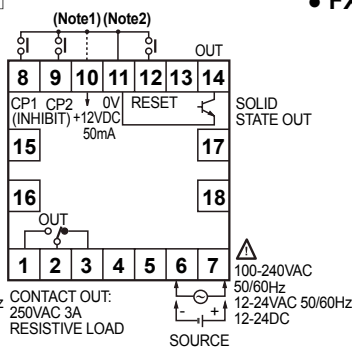 (Note1) (Note2)
OUT
8 9 10 11 12 13 14
CP1 CP2 0V RESET
(INHIBIT) +12VDC
50mA
SOLID
STATE OUT
15 17
16 18
OUT
1 2 3 4 5 6 7
CONTACT OUT:
250VAC 3A
RESISTIVE LOAD
100-240VAC
50/60Hz
12-24VAC 50/60Hz
12-24DC
- +
SOURCE